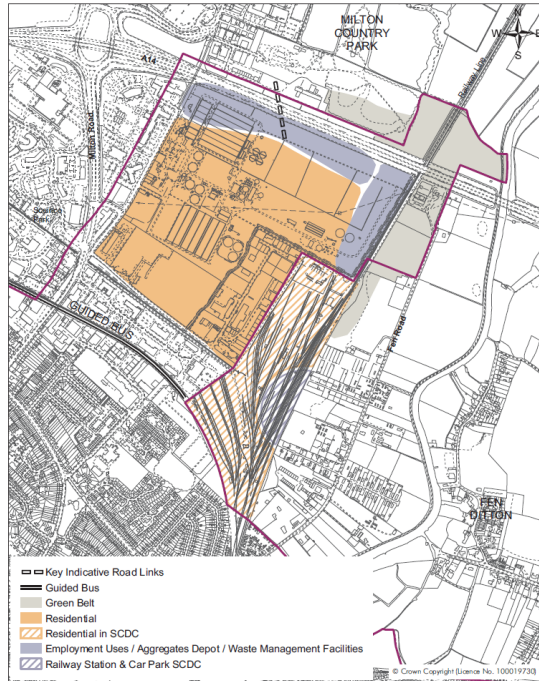 MILTON
COUNTRY
PARK
N
W
E
S
A14
Milton Road
Railway Line
Science
Park
GUIDED BUS
Fen Road
FEN
DITTON
Key Indicative Road Links
Guided Bus
Green Belt
Residential
Residential in SCDC
Employment Uses / Aggregates Depot / Waste Management Facilities
Railway Station & Car Park SCDC
© Crown Copyright (Licence No. 100019730)